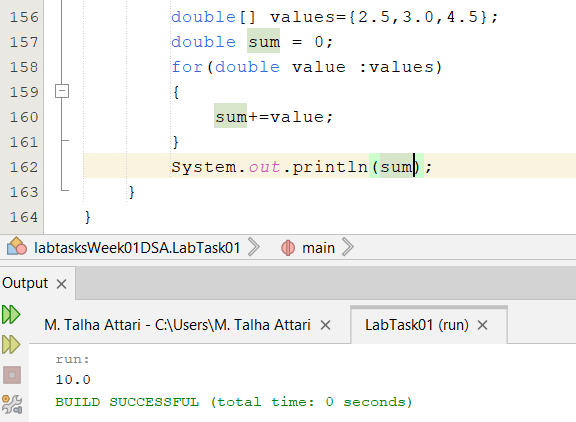 156 double[] values={2.5,3.0,4.5};
157 double sum = 0;
158 for(double value :values)
159 {
160 sum+=value;
161 }
162 System.out.println(sum);
163 }
164 }
labtasksWeek01DSA.LabTask01 main
Output
M. Talha Attari - C:\Users\M. Talha Attari LabTask01 (run)
run:
10.0
BUILD SUCCESSFUL (total time: 0 seconds)